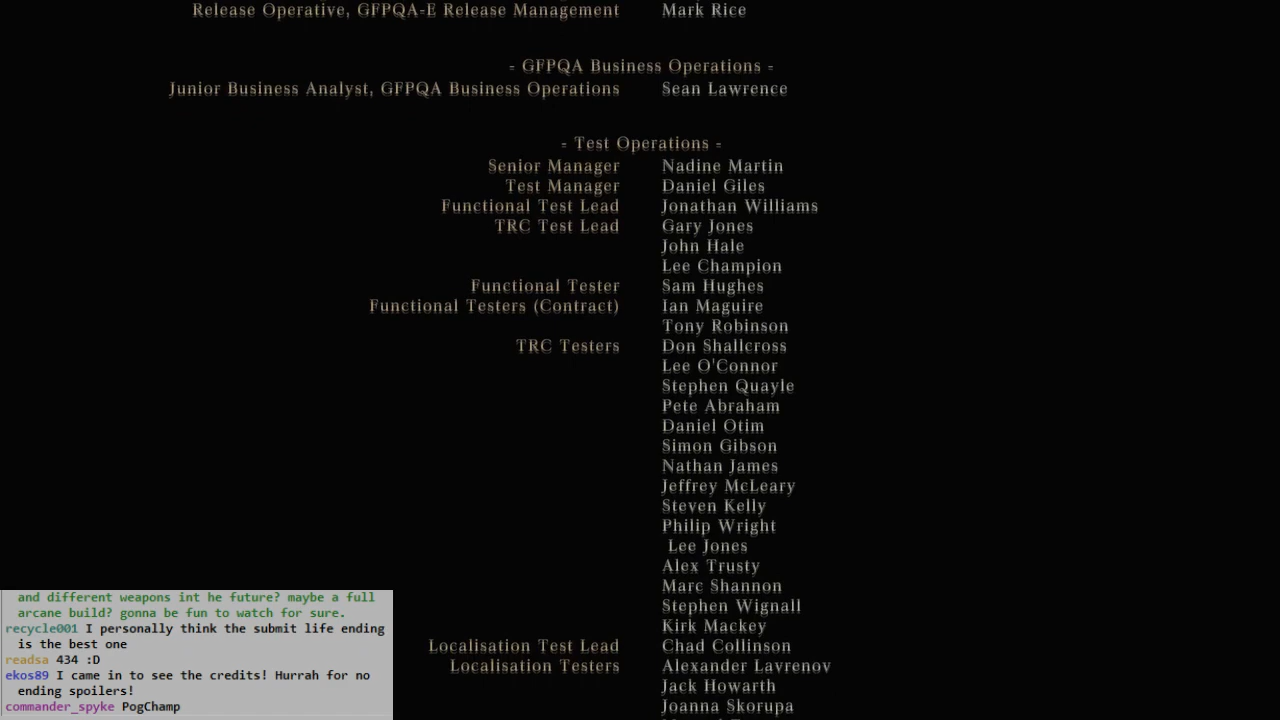 Release Operative, GFPQA-E Release Management Mark Rice
- GFPQA Business Operations -
Junior Business Analyst, GFPQA Business Operations Sean Lawrence
- Test Operations -
Senior Manager Nadine Martin
Test Manager Daniel Giles
Functional Test Lead Jonathan Williams
TRC Test Lead Gary Jones
John Hale
Lee Champion
Functional Tester Sam Hughes
Functional Testers (Contract) Ian Maguire
Tony Robinson
TRC Testers Don Shallcross
Lee O'Connor
Stephen Quayle
Pete Abraham
Daniel Otim
Simon Gibson
Nathan James
Jeffrey McLeary
Steven Kelly
Philip Wright
Lee Jones
Alex Trusty
Marc Shannon
Stephen Wignall
Kirk Mackey
Localisation Test Lead Chad Collinson
Localisation Testers Alexander Lavrenov
Jack Howarth
Joanna Skorupa
and different weapons int he future? maybe a full
arcane build? gonna be fun to watch for sure.
recycle001 I personally think the submit life ending
is the best one
readsa 434 :D
ekos89 I came in to see the credits! Hurrah for no
ending spoilers!
commander_spyke PogChamp